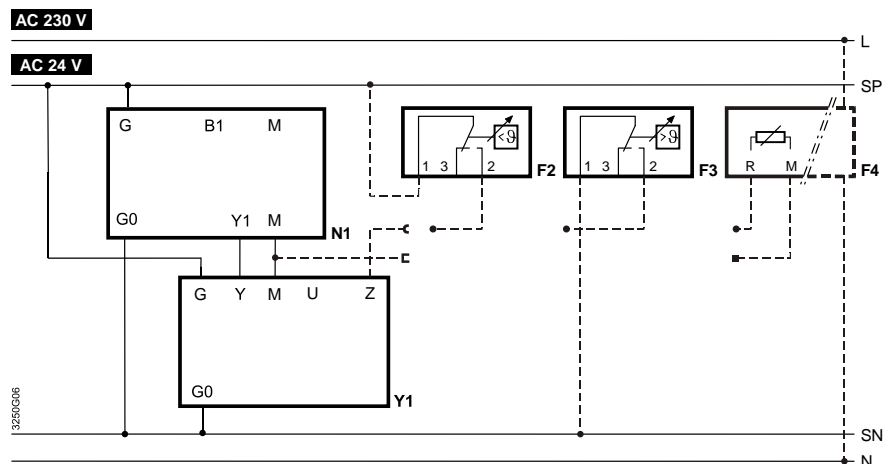 AC 230 V
L
AC 24 V
SP
G B1 M
<ϑ
>ϑ
1 3 2 F2
1 3 2 F3
R M F4
G0 Y1 M N1
G Y M U Z
G0 Y1
3250G06
SN
N